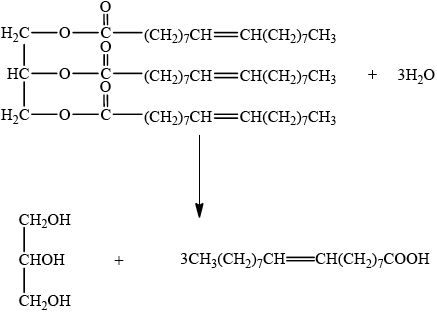 O
H₂C—O—C—(CH₂)₇CH=CH(CH₂)₇CH₃
O
HC—O—C—(CH₂)₇CH=CH(CH₂)₇CH₃ + 3H₂O
O
H₂C—O—C—(CH₂)₇CH=CH(CH₂)₇CH₃
CH₂OH
CHOH + 3CH₃(CH₂)₇CH=CH(CH₂)₇COOH
CH₂OH